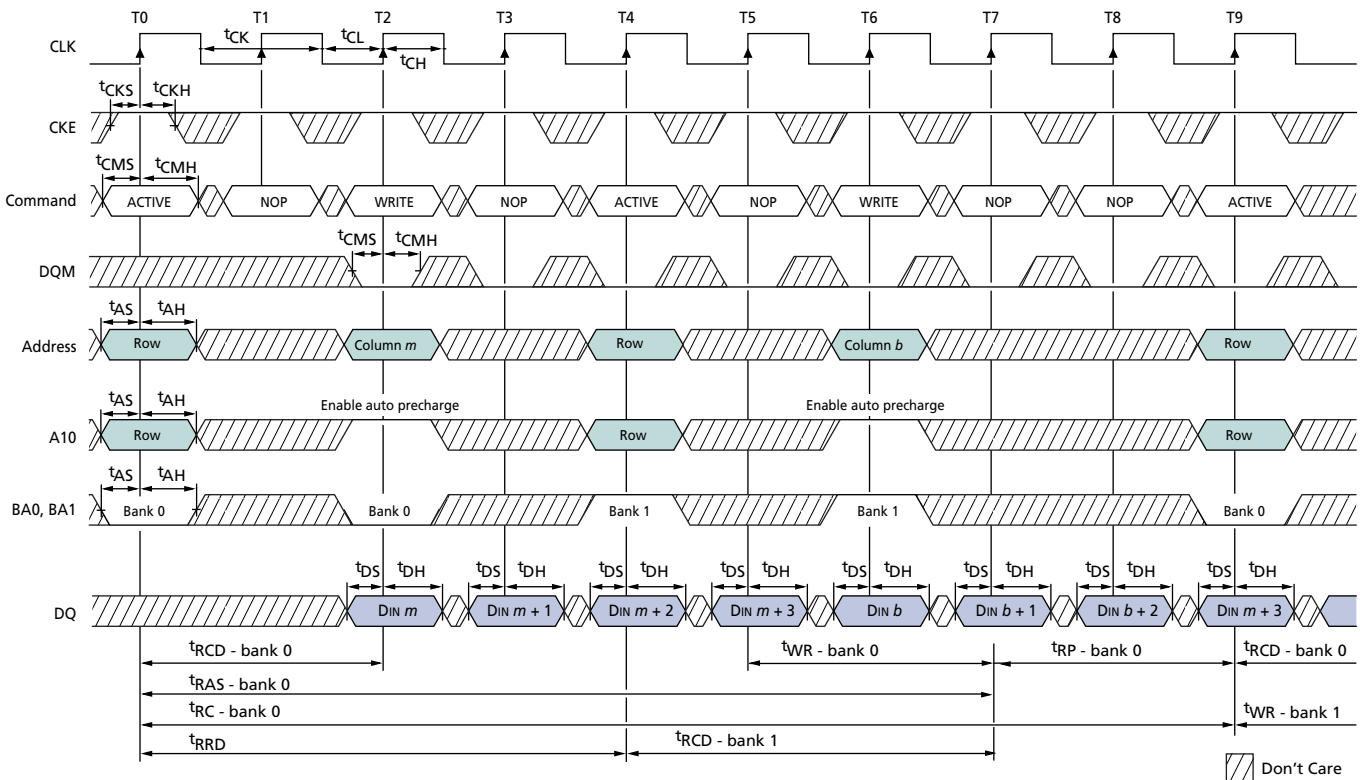 T0 T1 T2 T3 T4 T5 T6 T7 T8 T9
CLK
tCK tCL
tCH
tCKS tCKH
CKE
tCMS tCMH
Command ACTIVE NOP WRITE NOP ACTIVE NOP WRITE NOP NOP ACTIVE
tCMS tCMH
DQM
tAS tAH
Address Row Column m Row Column b Row
tAS tAH Enable auto precharge Enable auto precharge
A10 Row Row Row
tAS tAH
BA0, BA1 Bank 0 Bank 0 Bank 1 Bank 1 Bank 0
tDS tDH tDS tDH tDS tDH tDS tDH tDS tDH tDS tDH tDS tDH tDS tDH
DQ DIN m DIN m + 1 DIN m + 2 DIN m + 3 DIN b DIN b + 1 DIN b + 2 DIN m + 3
tRCD - bank 0 tWR - bank 0 tRP - bank 0 tRCD - bank 0
tRAS - bank 0
tRC - bank 0 tWR - bank 1
tRRD tRCD - bank 1
Don't Care